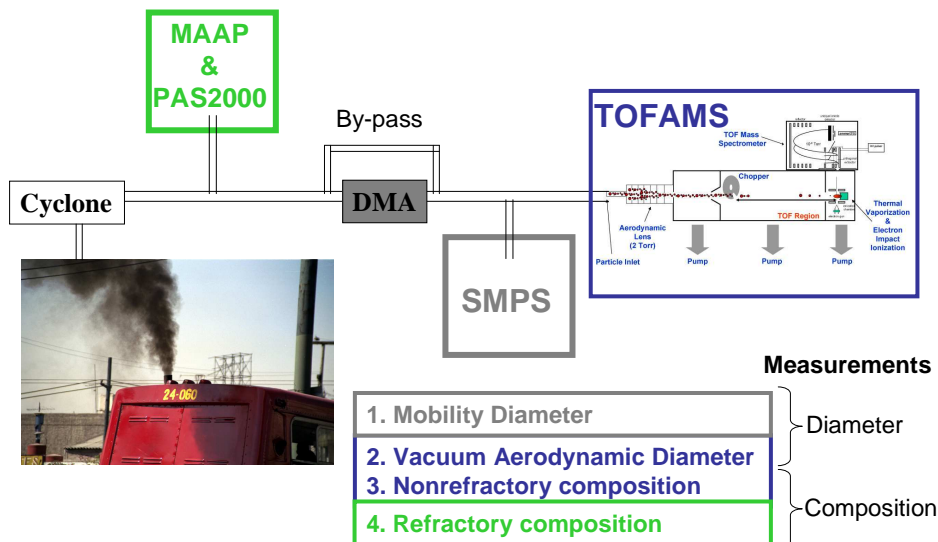 MAAP
&
PAS2000
By-pass
Cyclone
DMA
SMPS
TOFAMS
TOF Mass
Spectrometer
Chopper
TOF Region
Aerodynamic
Lens
(2 Torr)
Particle Inlet
Thermal
Vaporization
&
Electron
Impact
Ionization
Pump
Pump
Pump
24-060
Measurements
1. Mobility Diameter
2. Vacuum Aerodynamic Diameter
3. Nonrefractory composition
4. Refractory composition
Diameter
Composition